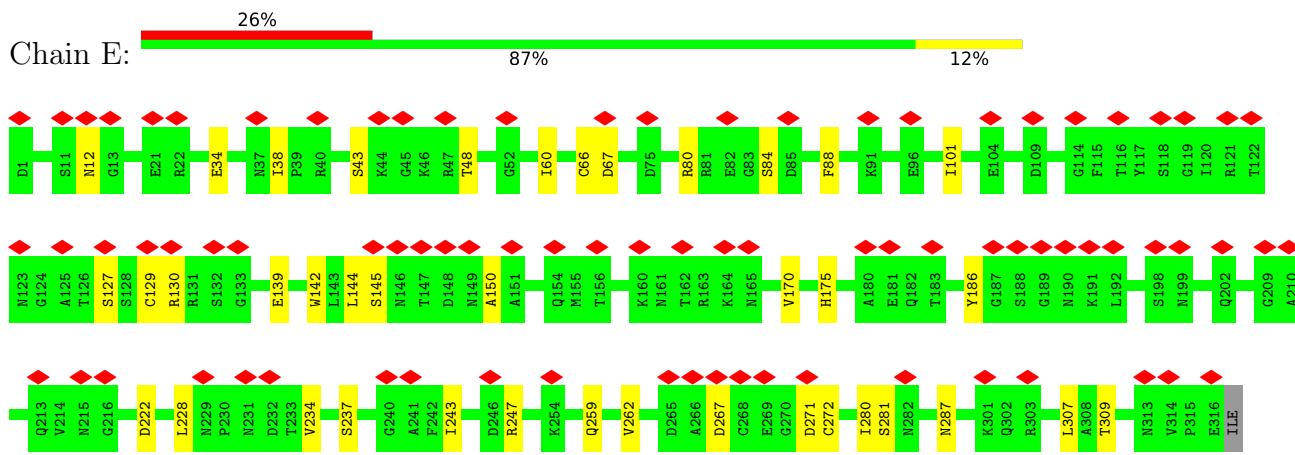 26%
Chain E:
87% 12%
D1 S11 N12 G13 E21 R22 E34 N37 I38 P39 R40 S43 K44 G45 K46 R47 T48 G52 I60 C66 D67 D75 R80 R81 E82 G83 S84 D85 F88 K91 E96 I101 E104 D109 G114 F115 T116 Y117 S118 G119 I120 R121 T122
N123 G124 A125 T126 S127 S128 C129 R130 R131 S132 G133 E139 W142 L143 L144 S145 N146 T147 D148 N149 A150 A151 Q154 M155 T156 K160 N161 T162 R163 K164 N165 V170 H175 A180 E181 Q182 T183 Y186 G187 S188 G189 N190 K191 L192 S198 N199 Q202 G209 A210
Q213 V214 N215 G216 D222 L228 N229 P230 N231 D232 T233 V234 S237 G240 A241 F242 I243 D246 R247 K254 Q259 V262 D265 A266 D267 C268 E269 G270 D271 C272 I280 S281 N282 N287 K301 Q302 R303 L307 A308 T309 N313 V314 P315 E316 ILE